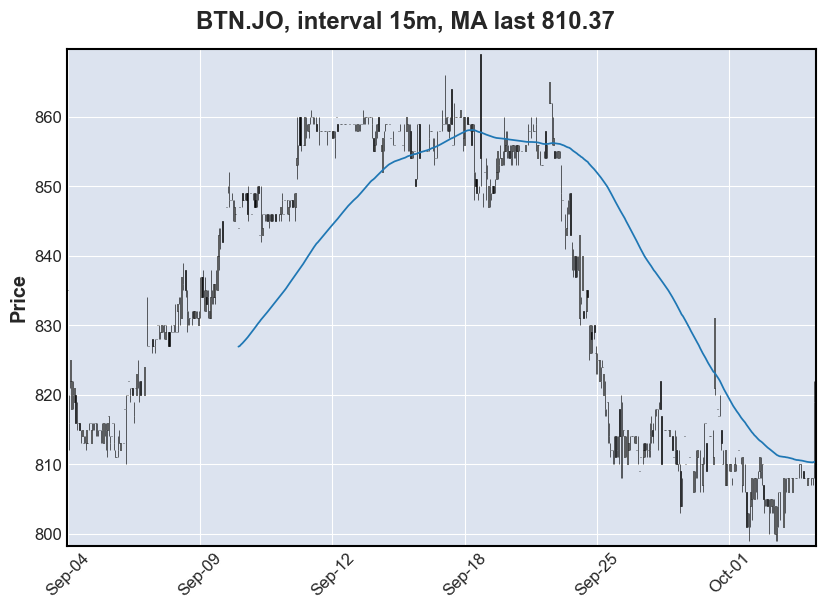 BTN.JO, interval 15m, MA last 810.37
Price
860
850
840
830
820
810
800
Sep-04
Sep-09
Sep-12
Sep-18
Sep-25
Oct-01